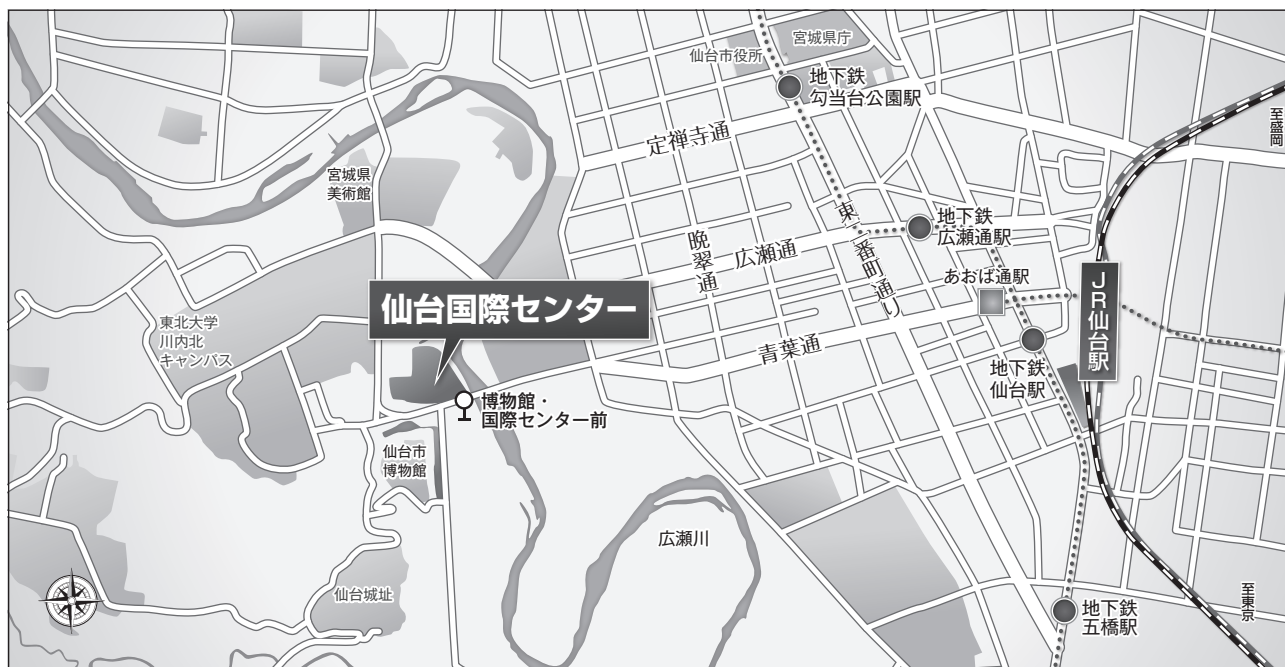 宮城県庁
仙台市役所
地下鉄
勾当台公園駅
至盛岡
定禅寺通
宮城県
美術館
東一番町通り
地下鉄
広瀬通駅
晩翠通
広瀬通
あおば通駅
JR仙台駅
仙台国際センター
東北大学
川内北
キャンパス
青葉通
地下鉄
仙台駅
博物館・
国際センター前
仙台市
博物館
広瀬川
仙台城址
至東京
地下鉄
五橋駅